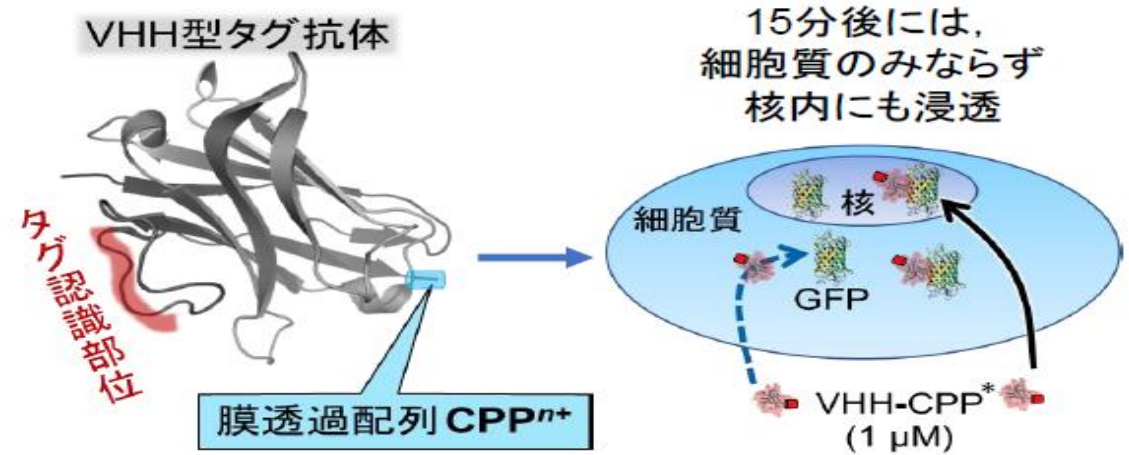 VHH型タグ抗体
タグ認識部位
膜透過配列 CPPⁿ⁺
15分後には,
細胞質のみならず
核内にも浸透
核
細胞質
GFP
VHH-CPP*
(1 μM)